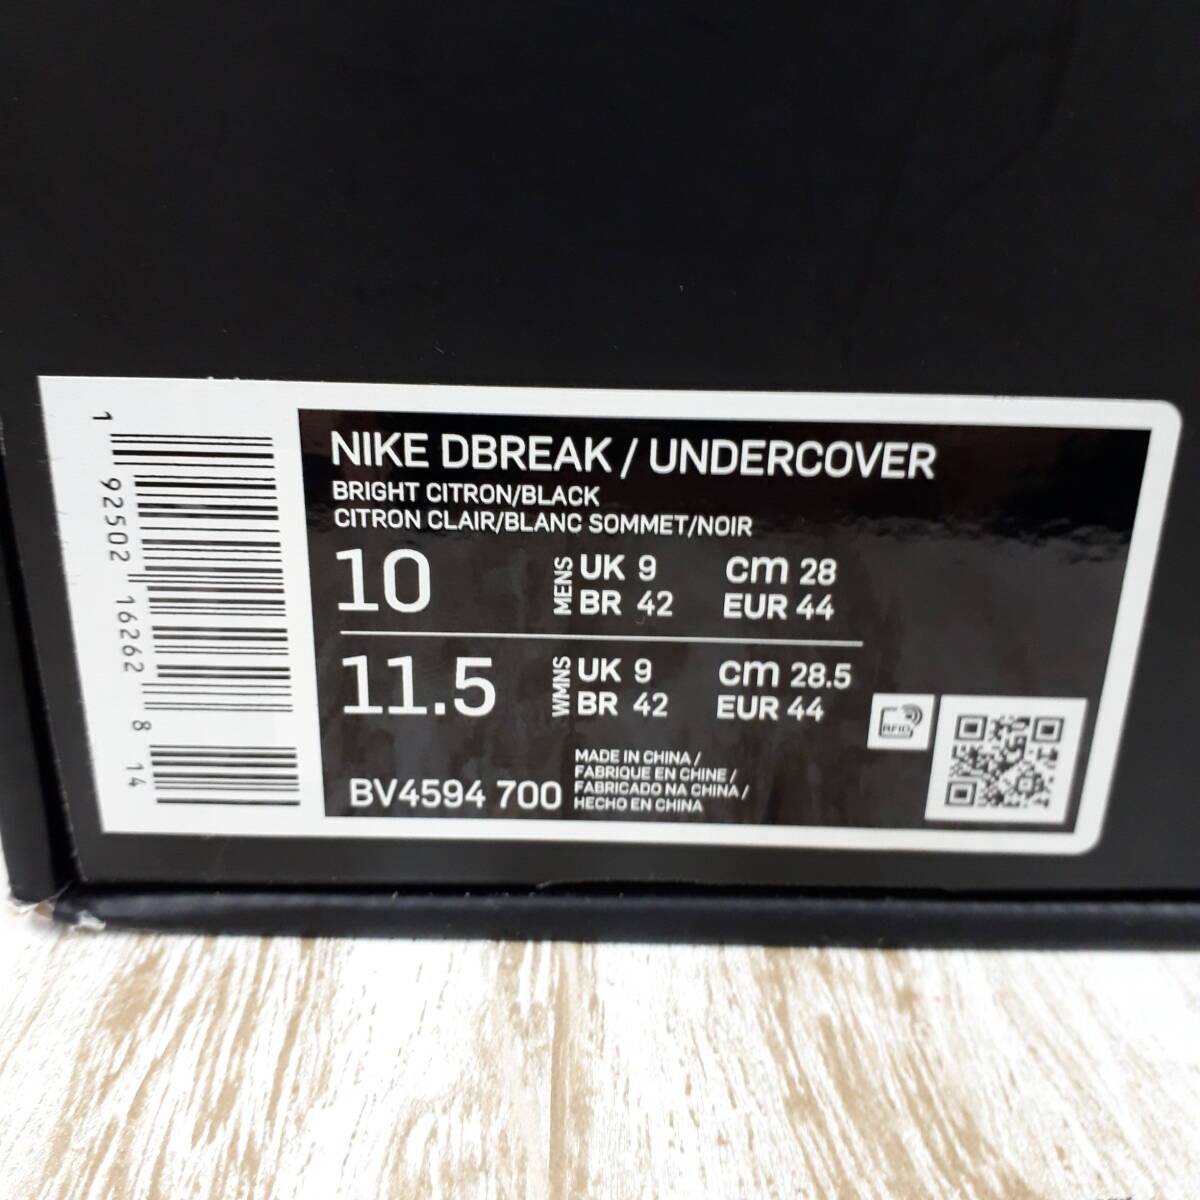 1 92502 16262 8 14
NIKE DBREAK / UNDERCOVER
BRIGHT CITRON/BLACK
CITRON CLAIR/BLANC SOMMET/NOIR
10 MENS UK 9 cm 28
BR 42 EUR 44
11.5 WMNS UK 9 cm 28.5
BR 42 EUR 44
RFID
BV4594 700
MADE IN CHINA /
FABRIQUE EN CHINE /
FABRICADO NA CHINA /
HECHO EN CHINA